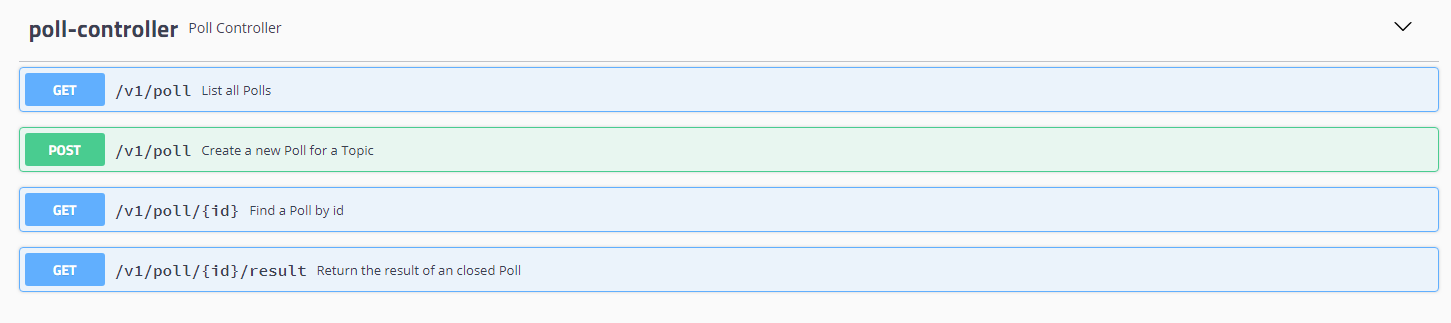 poll-controller Poll Controller
GET /v1/poll List all Polls
POST /v1/poll Create a new Poll for a Topic
GET /v1/poll/{id} Find a Poll by id
GET /v1/poll/{id}/result Return the result of an closed Poll